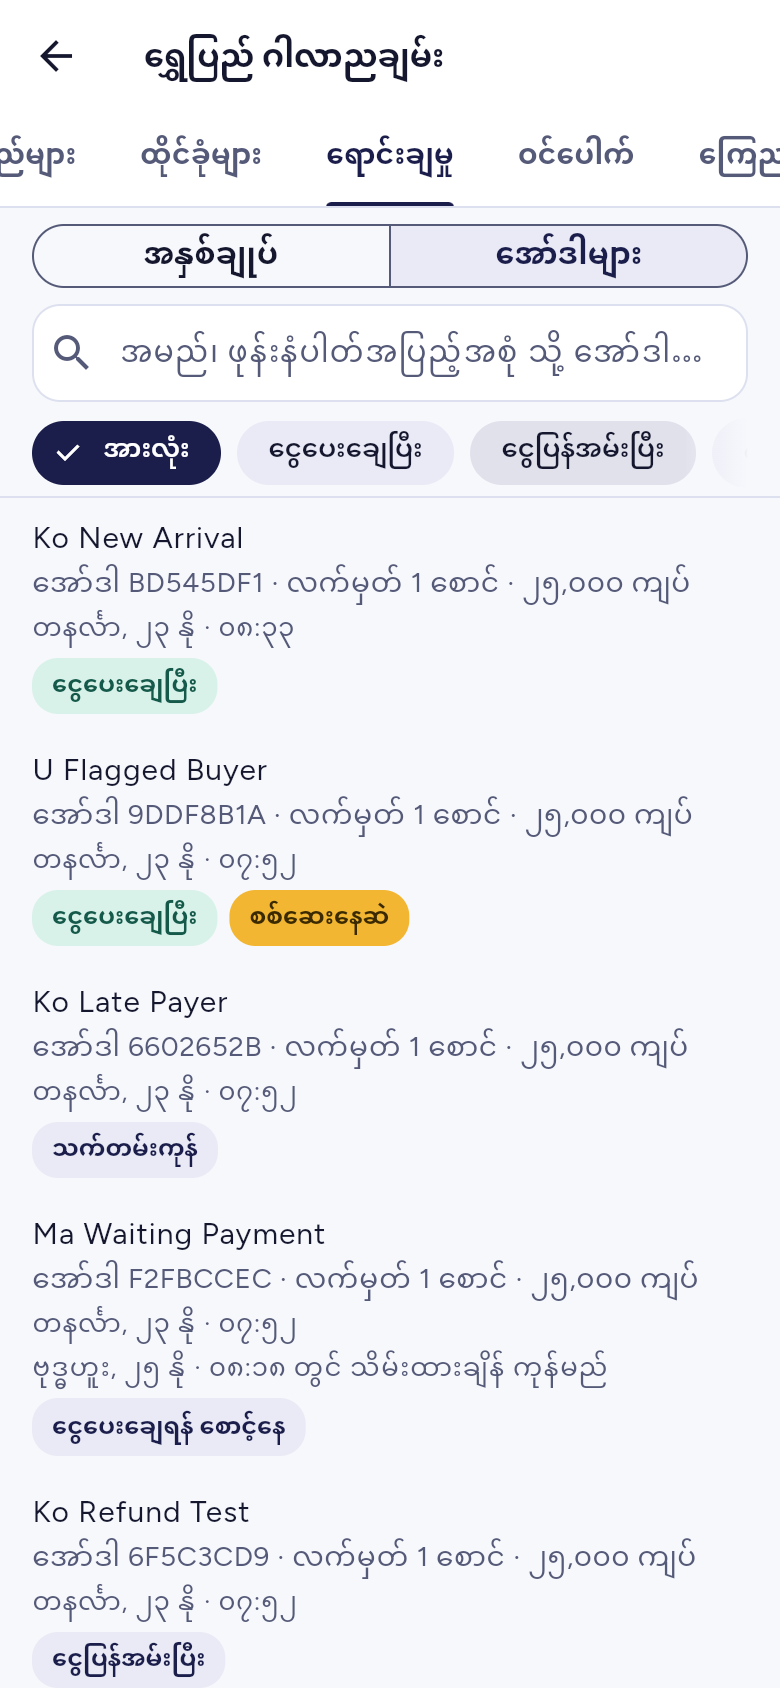 ရွှေပြည် ဂါလာညချမ်း
ထိုင်ခုံများ ရောင်းချမှု ဝင်ပေါက်
အနှစ်ချုပ် အော်ဒါများ
အမည်၊ ဖုန်းနံပါတ်အပြည့်အစုံ သို့ အော်ဒါ...
အားလုံး ငွေပေးချေပြီး ငွေပြန်အမ်းပြီး
Ko New Arrival
အော်ဒါ BD545DF1 · လက်မှတ် 1 စောင် · ၂၅,၀၀၀ ကျပ်
တနင်္လာ, ၂၃ နို · ၀၈:၃၃
ငွေပေးချေပြီး
U Flagged Buyer
အော်ဒါ 9DDF8B1A · လက်မှတ် 1 စောင် · ၂၅,၀၀၀ ကျပ်
တနင်္လာ, ၂၃ နို · ၀၇:၅၂
ငွေပေးချေပြီး စစ်ဆေးနေဆဲ
Ko Late Payer
အော်ဒါ 6602652B · လက်မှတ် 1 စောင် · ၂၅,၀၀၀ ကျပ်
တနင်္လာ, ၂၃ နို · ၀၇:၅၂
သက်တမ်းကုန်
Ma Waiting Payment
အော်ဒါ F2FBCCEC · လက်မှတ် 1 စောင် · ၂၅,၀၀၀ ကျပ်
တနင်္လာ, ၂၃ နို · ၀၇:၅၂
ဗုဒ္ဓဟူး, ၂၅ နို · ၀၈:၁၈ တွင် သိမ်းထားချိန် ကုန်မည်
ငွေပေးချေရန် စောင့်နေ
Ko Refund Test
အော်ဒါ 6F5C3CD9 · လက်မှတ် 1 စောင် · ၂၅,၀၀၀ ကျပ်
တနင်္လာ, ၂၃ နို · ၀၇:၅၂
ငွေပြန်အမ်းပြီး